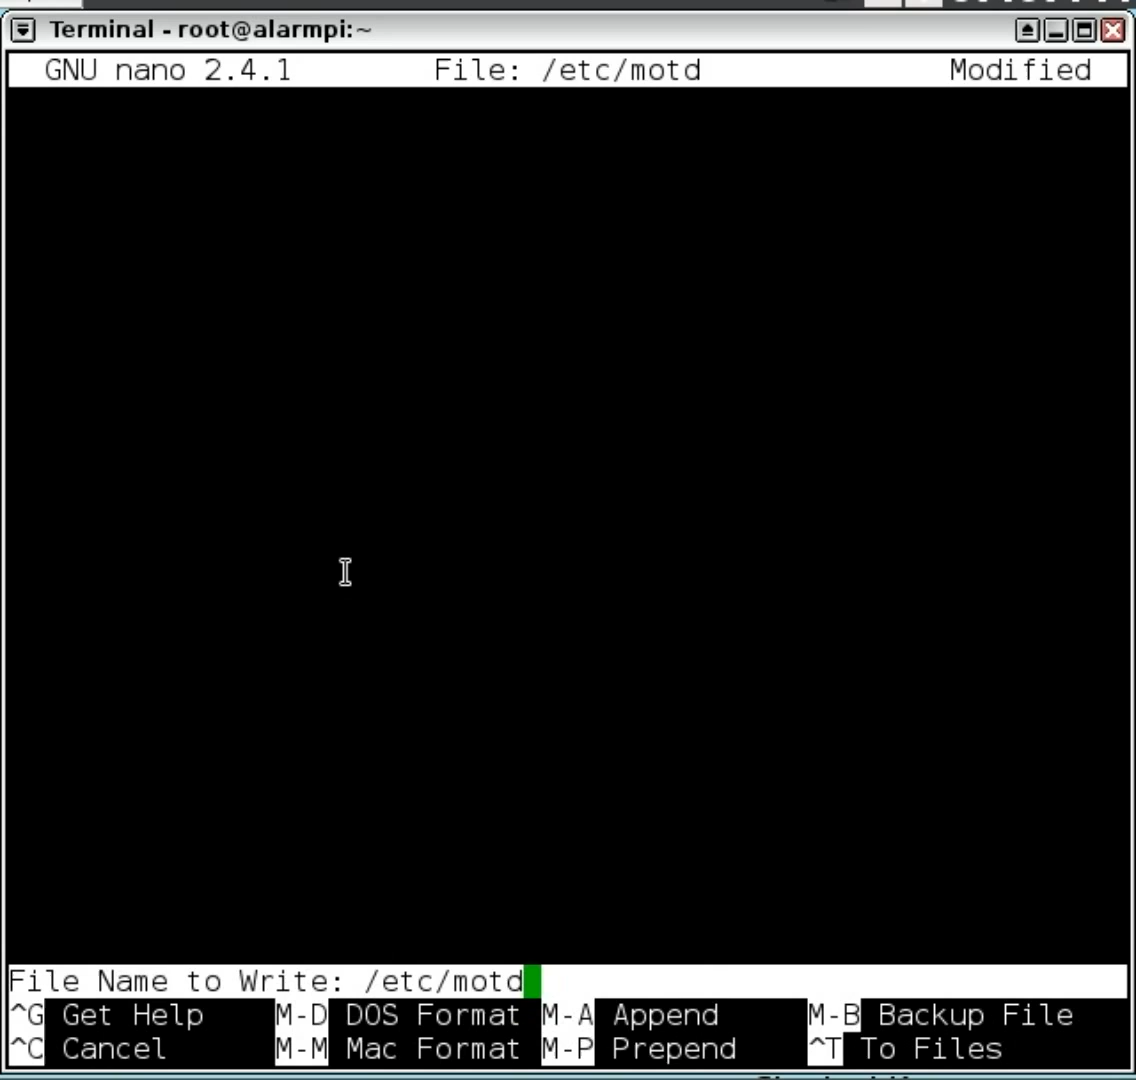 Terminal - root@alarmpi:~
GNU nano 2.4.1 File: /etc/motd Modified
File Name to Write: /etc/motd
^G Get Help M-D DOS Format M-A Append M-B Backup File
^C Cancel M-M Mac Format M-P Prepend ^T To Files